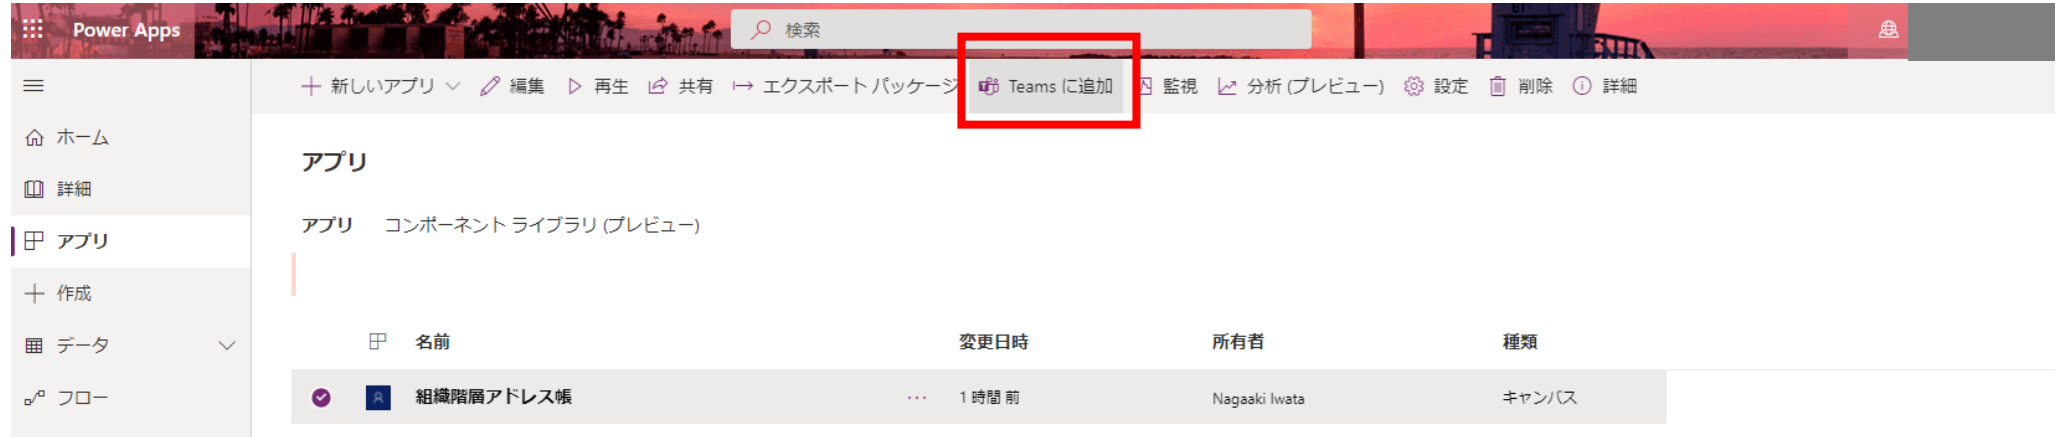 Power Apps
検索
新しいアプリ 編集 再生 共有 エクスポート パッケージ Teams に追加 監視 分析 (プレビュー) 設定 削除 詳細
ホーム
詳細
アプリ
作成
データ
フロー
アプリ
アプリ コンポーネント ライブラリ (プレビュー)
名前 変更日時 所有者 種類
組織階層アドレス帳 ... 1 時間 前 Nagaaki Iwata キャンバス